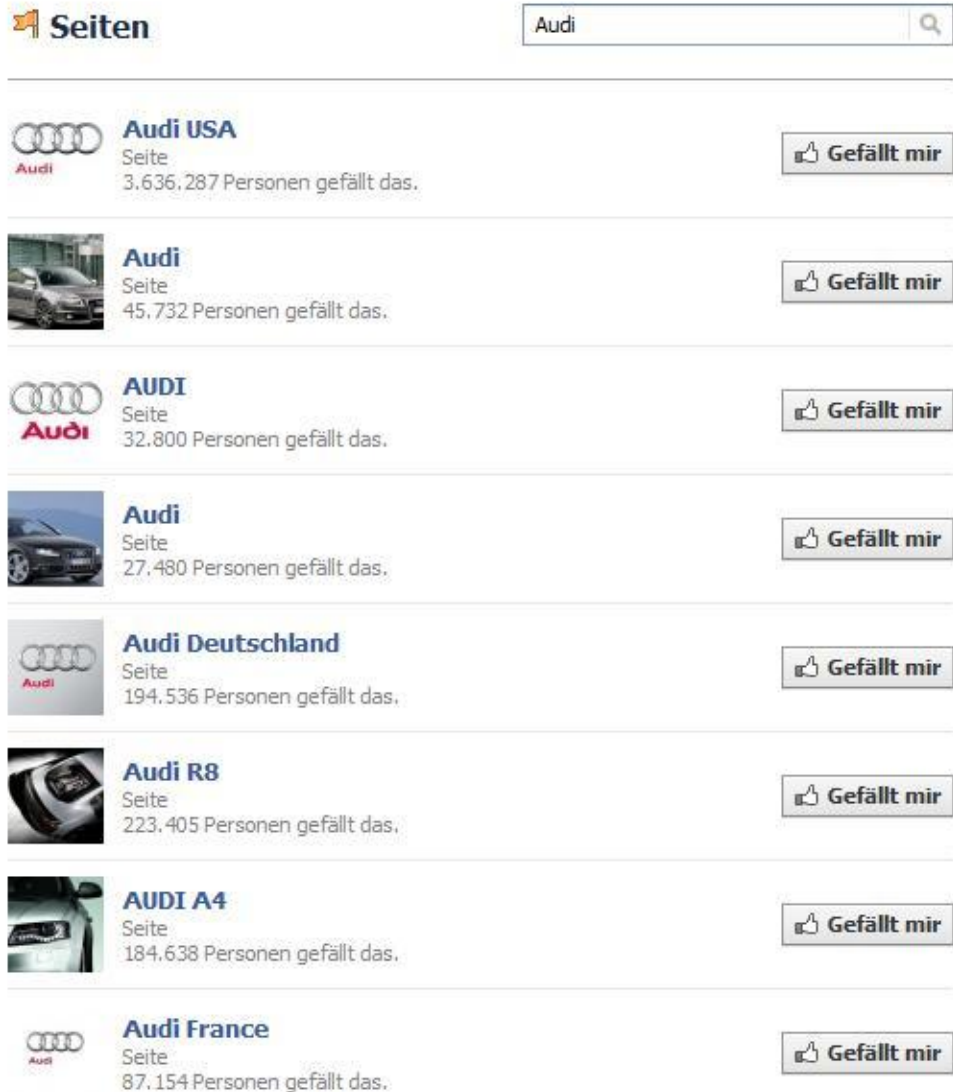 Seiten
Audi
Audi
Audi USA
Seite
3.636.287 Personen gefällt das.
Gefällt mir
Audi
Seite
45.732 Personen gefällt das.
Gefällt mir
Audi
AUDI
Seite
32.800 Personen gefällt das.
Gefällt mir
Audi
Seite
27.480 Personen gefällt das.
Gefällt mir
Audi
Audi Deutschland
Seite
194.536 Personen gefällt das.
Gefällt mir
Audi R8
Seite
223.405 Personen gefällt das.
Gefällt mir
AUDI A4
Seite
184.638 Personen gefällt das.
Gefällt mir
Audi
Audi France
Seite
87.154 Personen gefällt das.
Gefällt mir